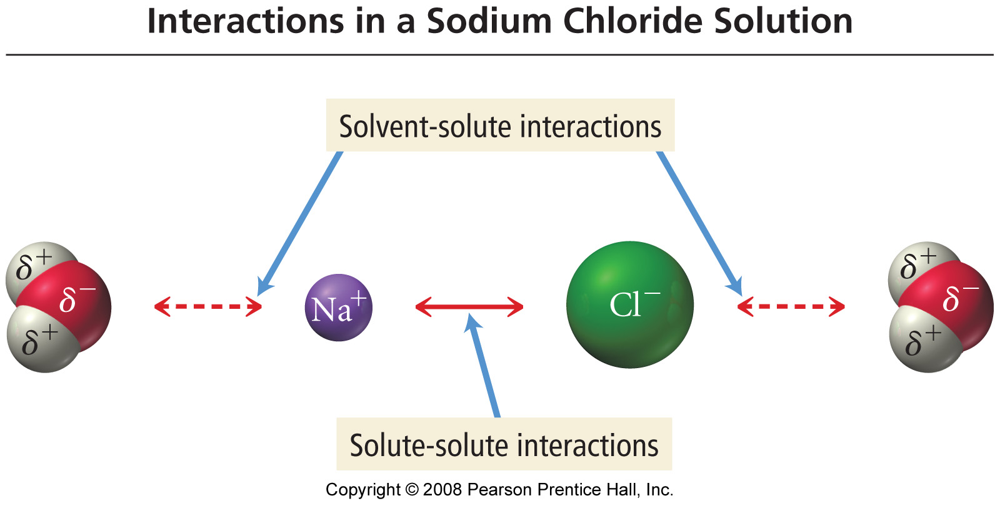 Interactions in a Sodium Chloride Solution
Solvent-solute interactions
δ+
δ−
δ+
Na+
Cl−
δ+
δ−
δ+
Solute-solute interactions
Copyright © 2008 Pearson Prentice Hall, Inc.